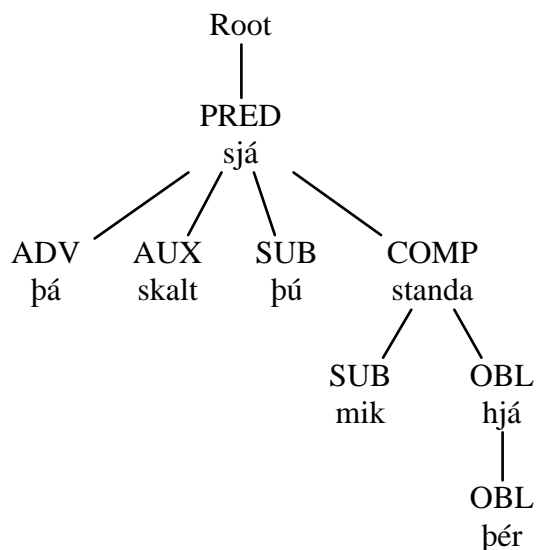 Root
PRED
sjá
ADV AUX SUB COMP
þá skalt þú standa
SUB OBL
mik hjá
OBL
þér